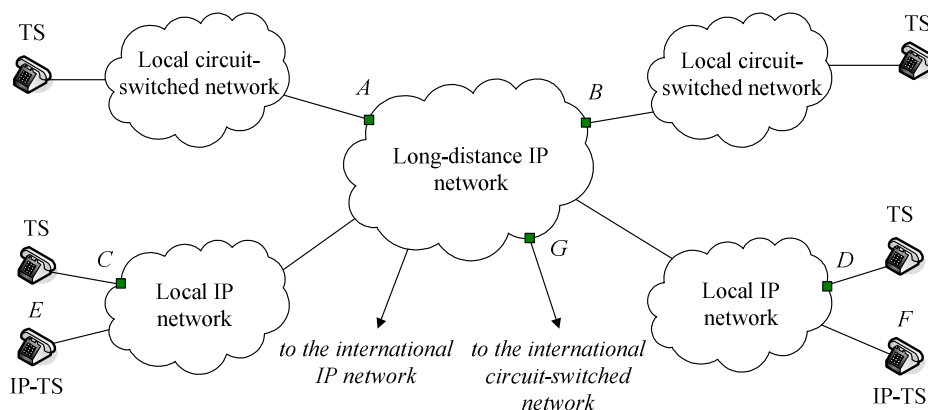 TS
Local circuit-
switched network
A
Long-distance IP
network
B
Local circuit-
switched network
TS
TS
C
E
IP-TS
Local IP
network
G
Local IP
network
TS
D
F
IP-TS
to the international
IP network
to the international
circuit-switched
network